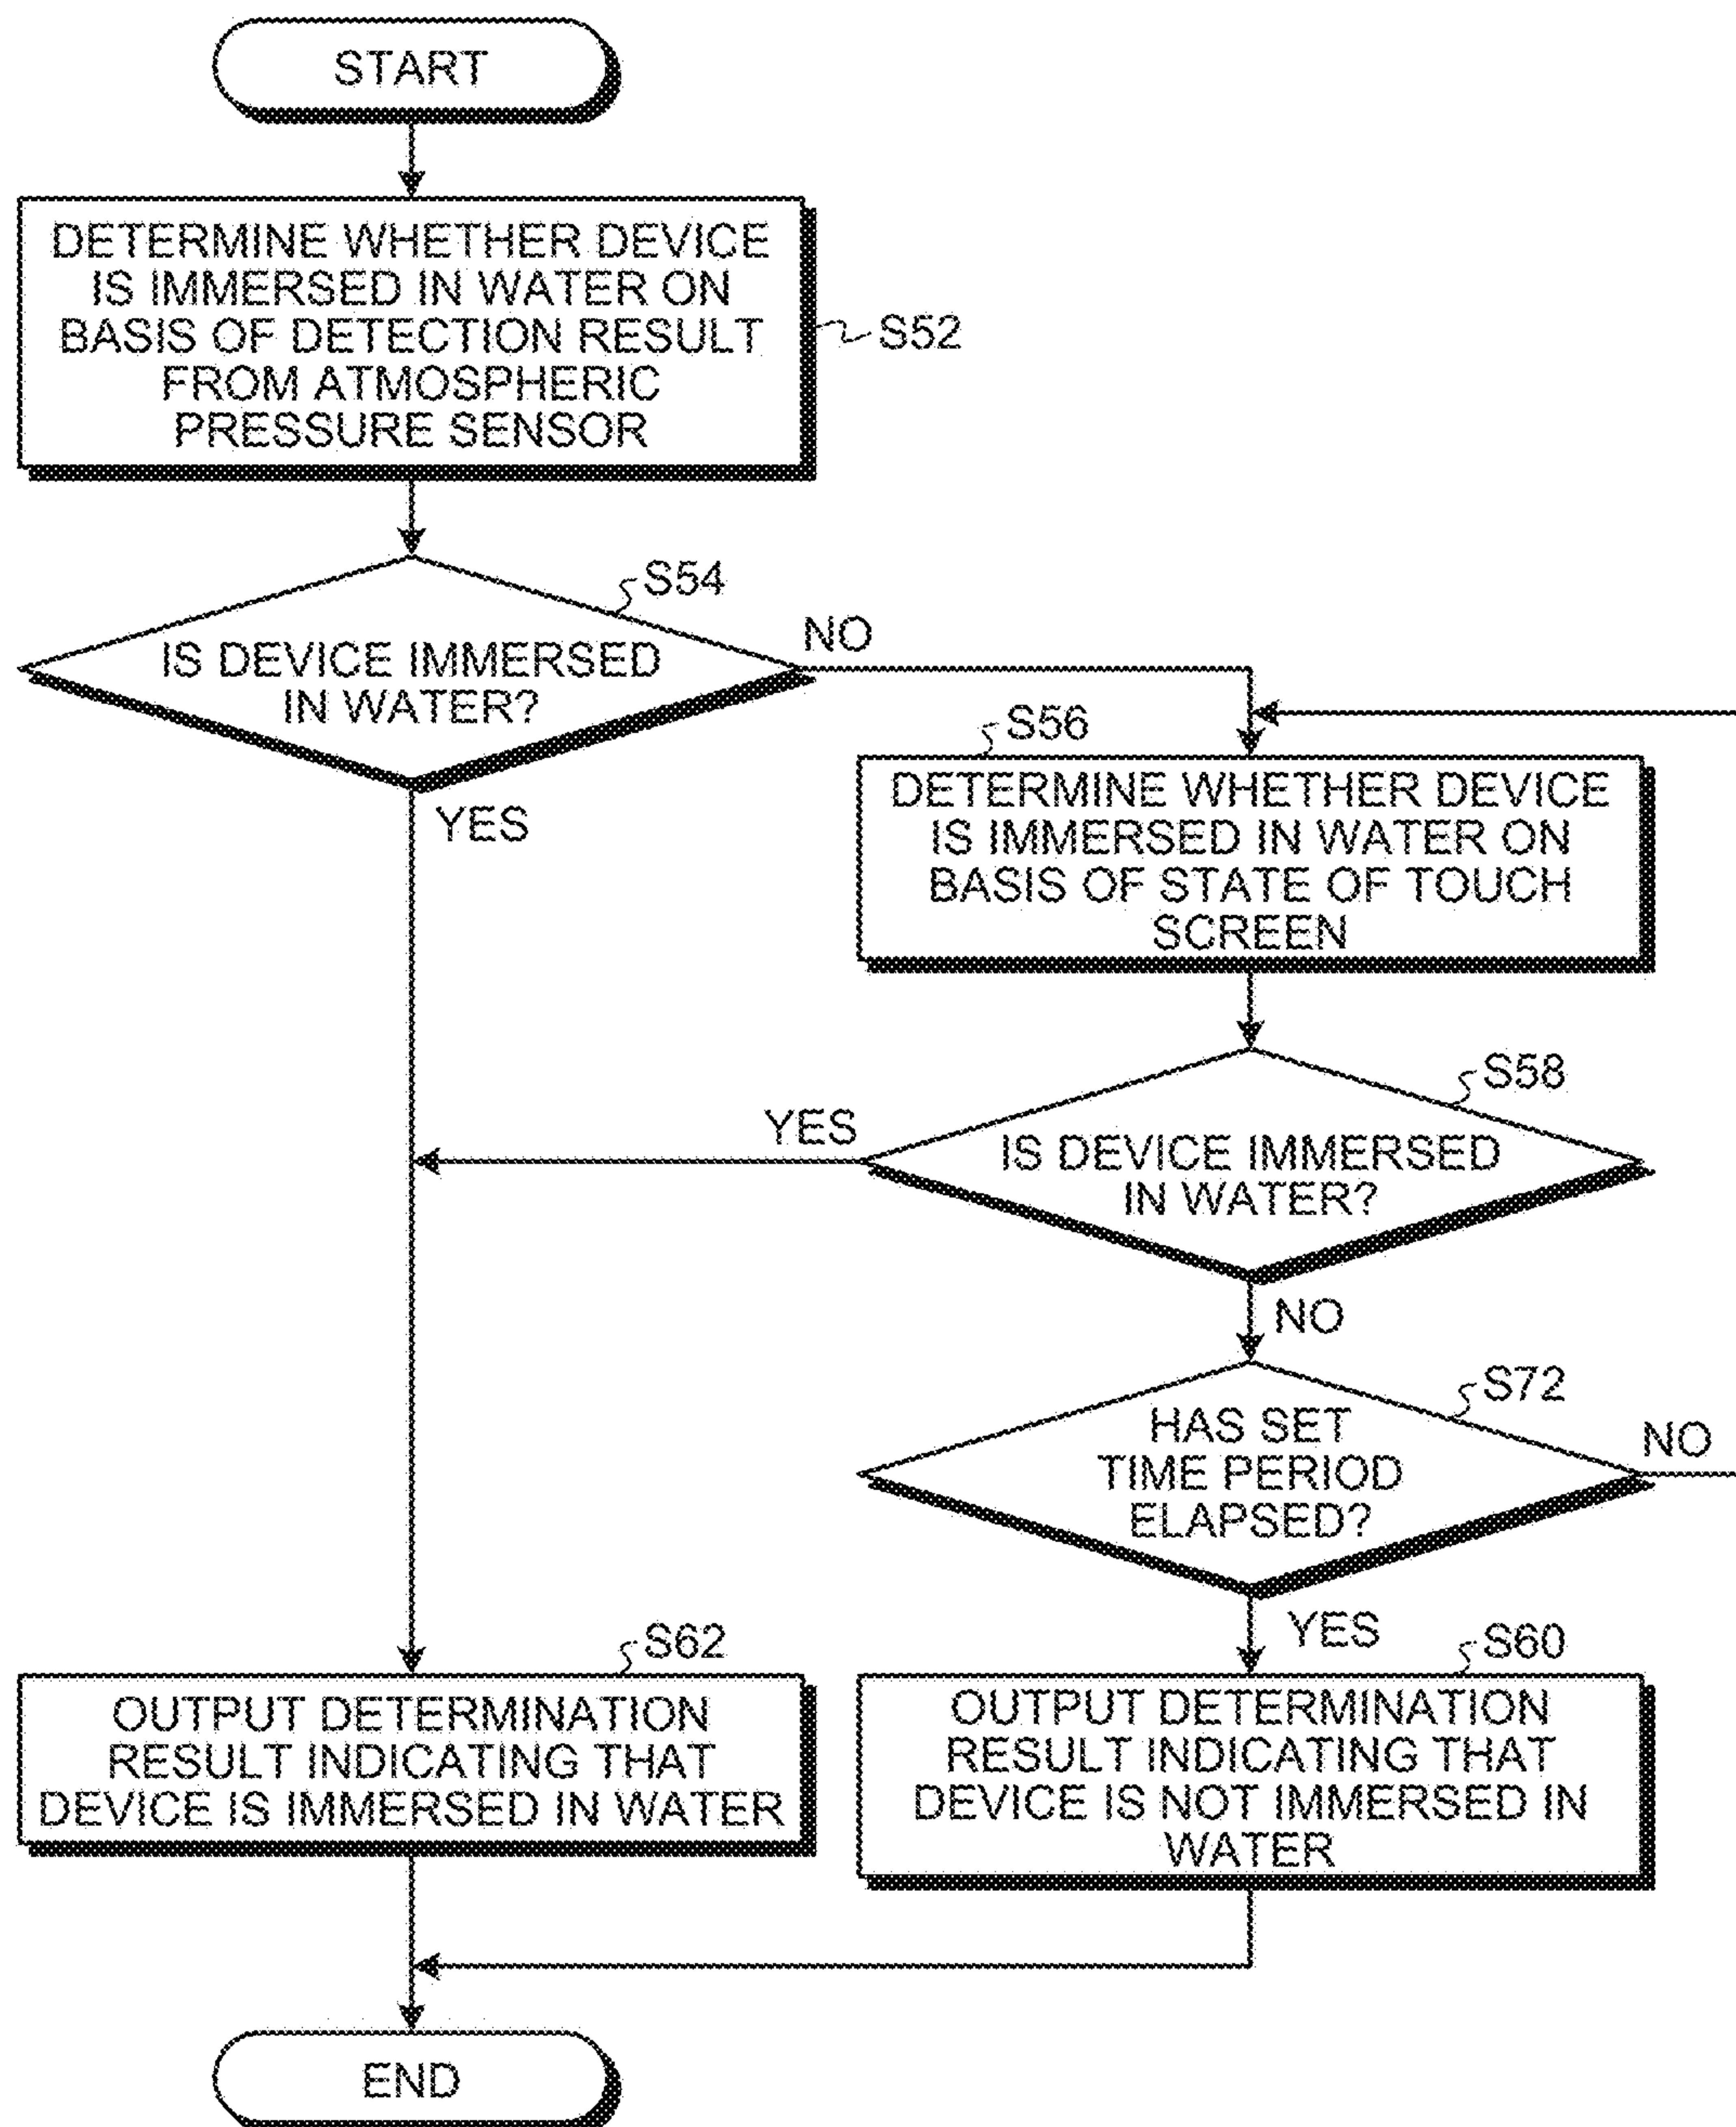 START
DETERMINE WHETHER DEVICE
IS IMMERSED IN WATER ON
BASIS OF DETECTION RESULT
FROM ATMOSPHERIC
PRESSURE SENSOR
S52
S54
IS DEVICE IMMERSED
IN WATER?
NO
YES
S56
DETERMINE WHETHER DEVICE
IS IMMERSED IN WATER ON
BASIS OF STATE OF TOUCH
SCREEN
S58
YES
IS DEVICE IMMERSED
IN WATER?
NO
S72
HAS SET
TIME PERIOD
ELAPSED?
NO
YES
S62
OUTPUT DETERMINATION
RESULT INDICATING THAT
DEVICE IS IMMERSED IN WATER
S60
OUTPUT DETERMINATION
RESULT INDICATING THAT
DEVICE IS NOT IMMERSED IN
WATER
END